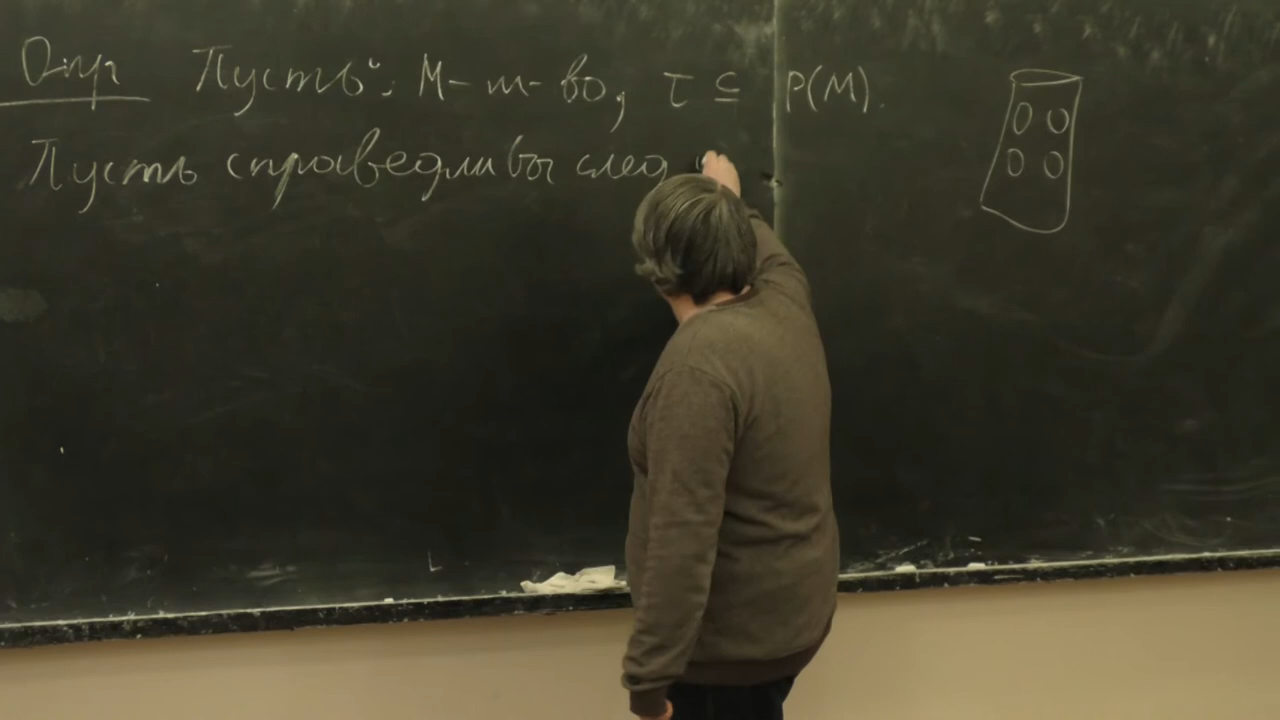 Опр Пусть: M - м-во, τ ⊆ P(M).
Пусть справедливы след